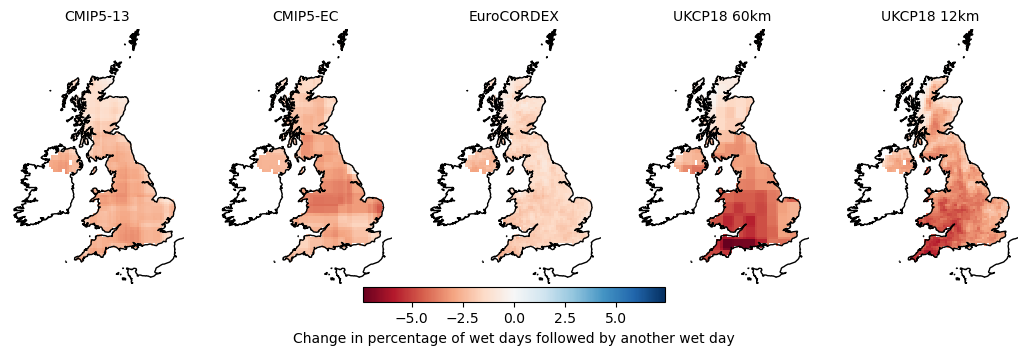 CMIP5-13 CMIP5-EC EuroCORDEX UKCP18 60km UKCP18 12km
−5.0 −2.5 0.0 2.5 5.0
Change in percentage of wet days followed by another wet day